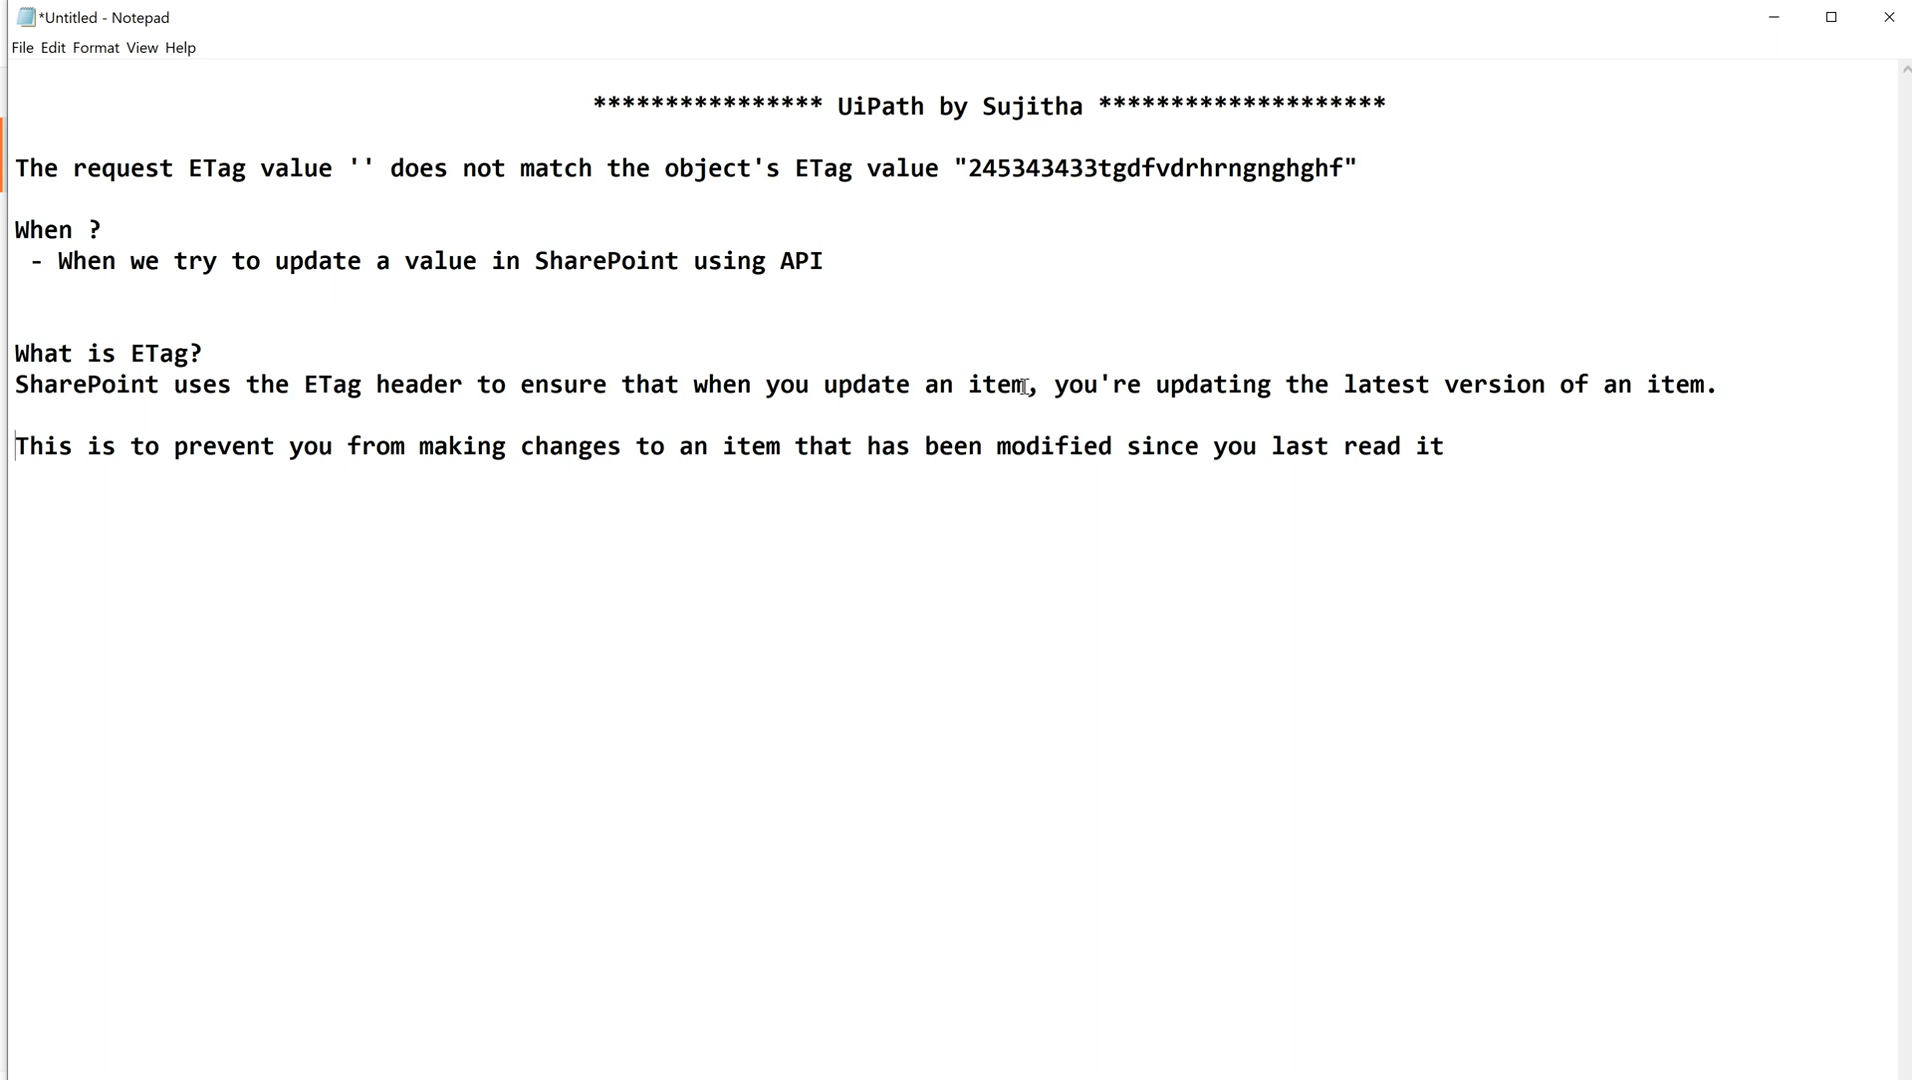 *Untitled - Notepad
File Edit Format View Help
**************** UiPath by Sujitha ********************
The request ETag value '' does not match the object's ETag value "245343433tgdfvdrhrngnghghf"
When ?
- When we try to update a value in SharePoint using API
What is ETag?
SharePoint uses the ETag header to ensure that when you update an item, you're updating the latest version of an item.
This is to prevent you from making changes to an item that has been modified since you last read it